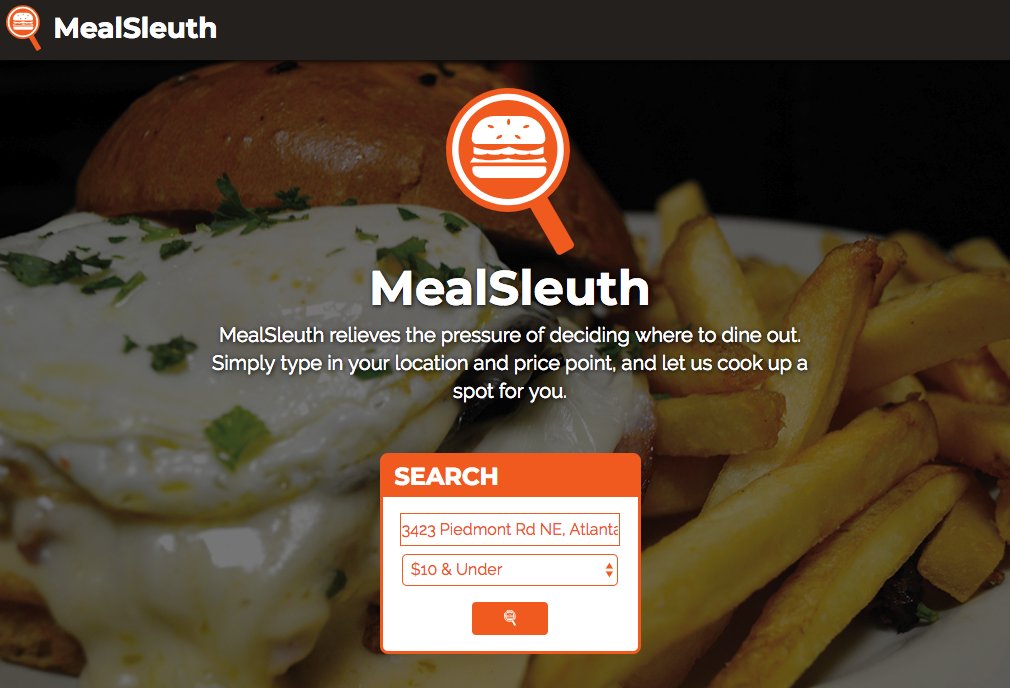 MealSleuth
MealSleuth
MealSleuth relieves the pressure of deciding where to dine out.
Simply type in your location and price point, and let us cook up a
spot for you.
SEARCH
3423 Piedmont Rd NE, Atlanta
$10 & Under